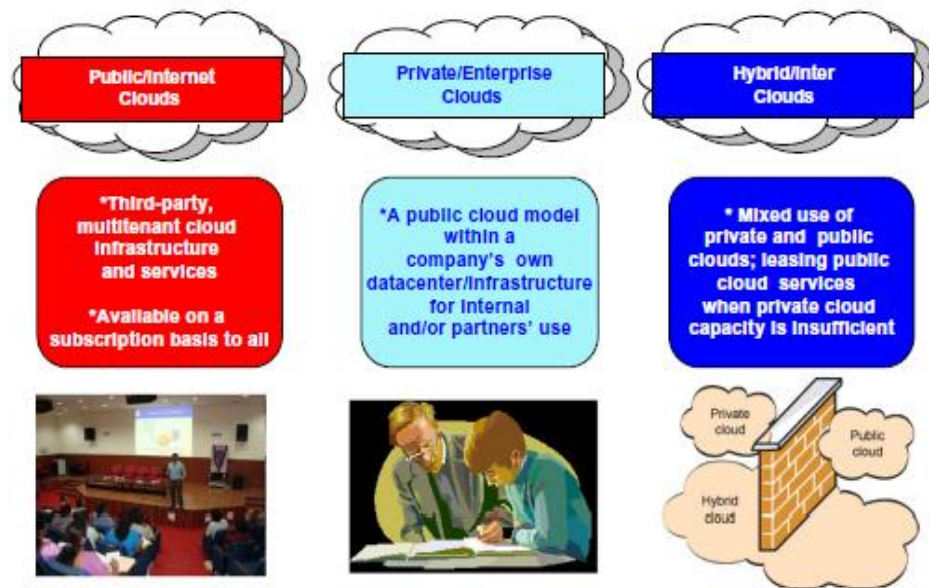 Public/Internet
Clouds
Private/Enterprise
Clouds
Hybrid/Inter
Clouds
*Third-party,
multitenant cloud
infrastructure
and services
*Available on a
subscription basis to all
*A public cloud model
within a
company's own
datacenter/infrastructure
for internal
and/or partners' use
* Mixed use of
private and public
clouds; leasing public
cloud services
when private cloud
capacity is insufficient
Private
cloud
Public
cloud
Hybrid
cloud